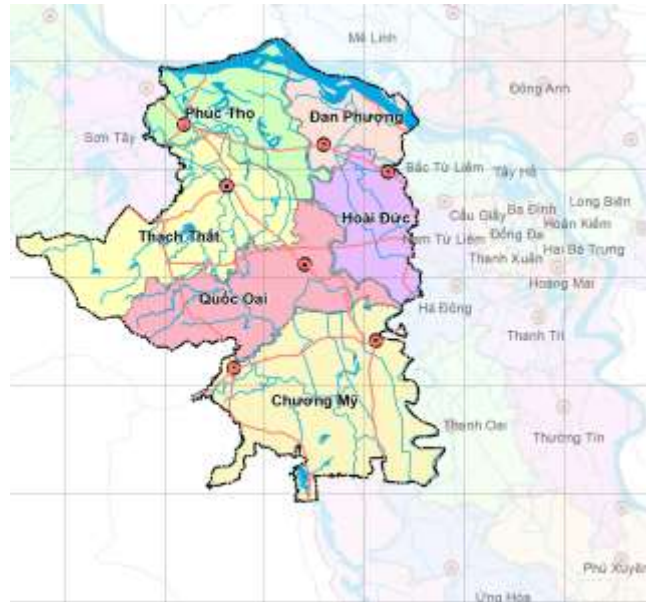 Mê Linh
Đông Anh
Phúc Thọ
Đan Phượng
Sơn Tây
Bắc Từ Liêm
Tây Hồ
Long Biên
Hoài Đức
Cầu Giấy
Ba Đình
Hoàn Kiếm
Thạch Thất
Nam Từ Liêm
Đống Đa
Hai Bà Trưng
Thanh Xuân
Hoàng Mai
Quốc Oai
Hà Đông
Thanh Trì
Chương Mỹ
Thanh Oai
Thường Tín
Phú Xuyên
Ứng Hòa